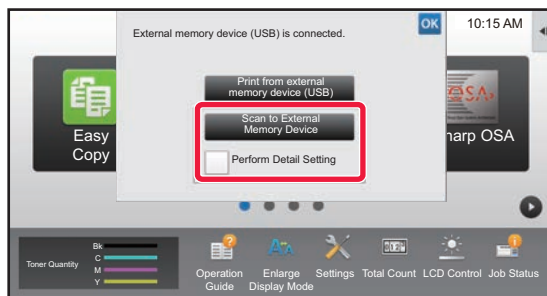 External memory device (USB) is connected.
OK
10:15 AM
Print from external
memory device (USB)
Scan to External
Memory Device
Perform Detail Setting
Easy
Copy
OSA
harp OSA
Toner Quantity
Bk
C
M
Y
Operation
Guide
Enlarge
Display Mode
Settings
Total Count
LCD Control
Job Status